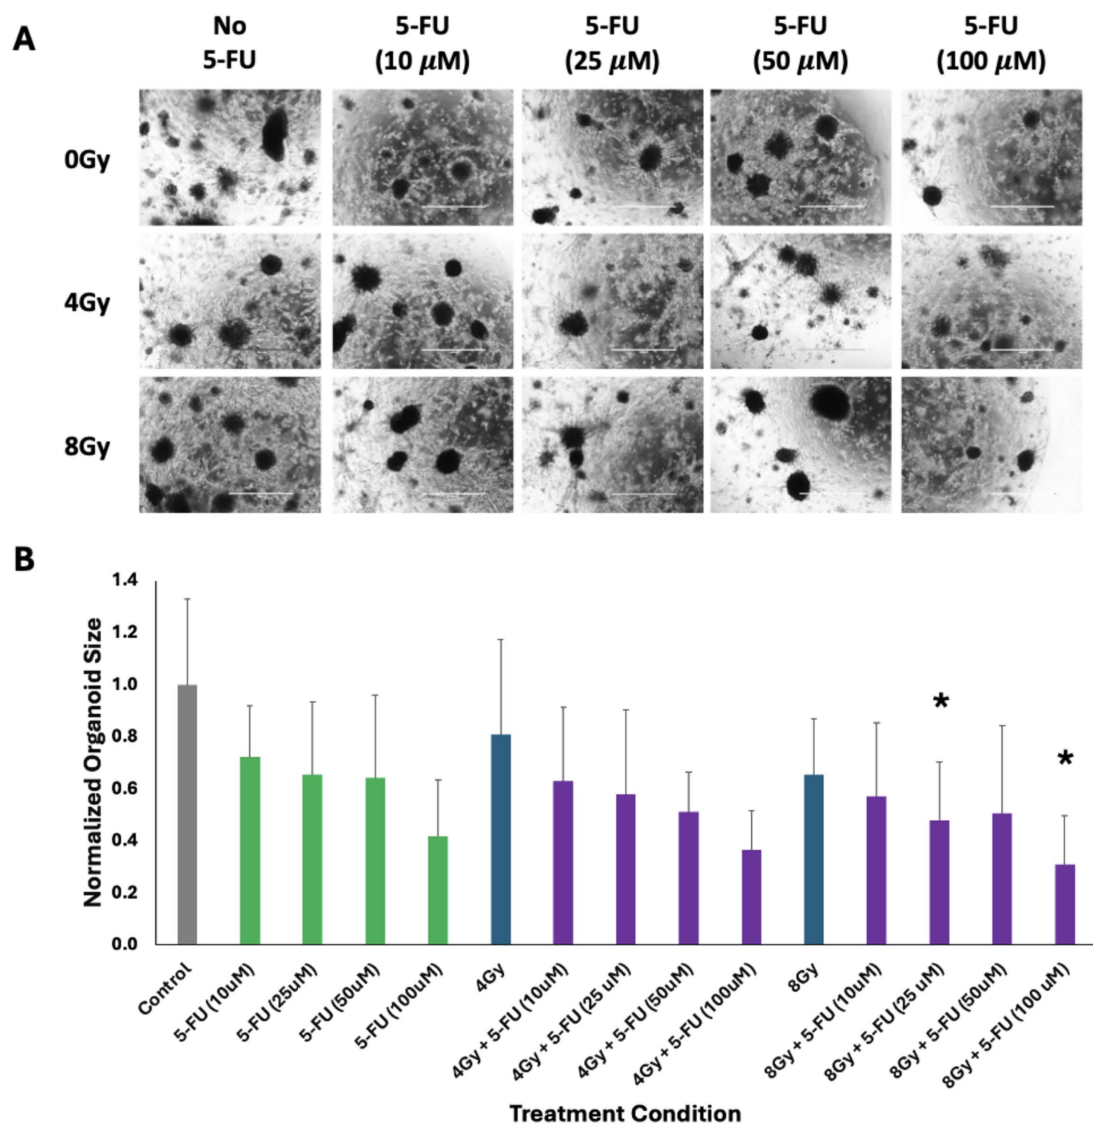 A
No
5-FU
5-FU
(10 μM)
5-FU
(25 μM)
5-FU
(50 μM)
5-FU
(100 μM)
0Gy
4Gy
8Gy
B
Normalized Organoid Size
1.4
1.2
1.0
0.8
0.6
0.4
0.2
0.0
*
*
Control
5-FU (10uM)
5-FU (25uM)
5-FU (50uM)
5-FU (100uM)
4Gy
4Gy + 5-FU (10uM)
4Gy + 5-FU (25 uM)
4Gy + 5-FU (50uM)
4Gy + 5-FU (100uM)
8Gy
8Gy + 5-FU (10uM)
8Gy + 5-FU (25 uM)
8Gy + 5-FU (50uM)
8Gy + 5-FU (100 uM)
Treatment Condition